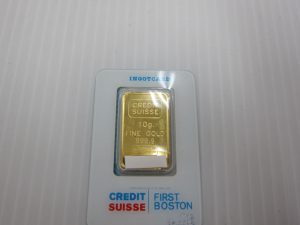 INGOTCARD
CREDIT
SUISSE
10g.
FINE GOLD
999.9
CREDIT FIRST
SUISSE BOSTON